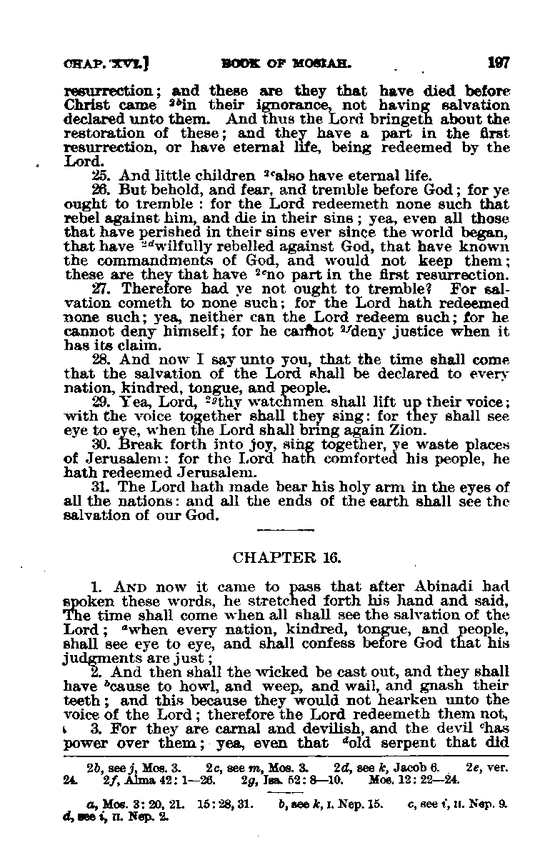 CHAP. XVI.] BOOK OF MOSIAH. 197
resurrection; and these are they that have died before
Christ came ²ᵇin their ignorance, not having salvation
declared unto them. And thus the Lord bringeth about the
restoration of these; and they have a part in the first
resurrection, or have eternal life, being redeemed by the
Lord.
25. And little children ²ᶜalso have eternal life.
26. But behold, and fear, and tremble before God; for ye
ought to tremble : for the Lord redeemeth none such that
rebel against him, and die in their sins ; yea, even all those
that have perished in their sins ever since the world began,
that have ²ᵈwilfully rebelled against God, that have known
the commandments of God, and would not keep them;
these are they that have ²ᵉno part in the first resurrection.
27. Therefore had ye not ought to tremble? For sal-
vation cometh to none such; for the Lord hath redeemed
none such; yea, neither can the Lord redeem such; for he
cannot deny himself; for he cannot ²ᶠdeny justice when it
has its claim.
28. And now I say unto you, that the time shall come
that the salvation of the Lord shall be declared to every
nation, kindred, tongue, and people.
29. Yea, Lord, ²ᵍthy watchmen shall lift up their voice;
with the voice together shall they sing: for they shall see
eye to eye, when the Lord shall bring again Zion.
30. Break forth into joy, sing together, ye waste places
of Jerusalem: for the Lord hath comforted his people, he
hath redeemed Jerusalem.
31. The Lord hath made bear his holy arm in the eyes of
all the nations: and all the ends of the earth shall see the
salvation of our God.
CHAPTER 16.
1. AND now it came to pass that after Abinadi had
spoken these words, he stretched forth his hand and said,
The time shall come when all shall see the salvation of the
Lord; ᵃwhen every nation, kindred, tongue, and people,
shall see eye to eye, and shall confess before God that his
judgments are just;
2. And then shall the wicked be cast out, and they shall
have ᵇcause to howl, and weep, and wail, and gnash their
teeth; and this because they would not hearken unto the
voice of the Lord; therefore the Lord redeemeth them not,
3. For they are carnal and devilish, and the devil ᶜhas
power over them; yea, even that ᵈold serpent that did
2b, see j, Mos. 3. 2c, see m, Mos. 3. 2d, see k, Jacob 6. 2e, ver.
24. 2f, Alma 42: 1—26. 2g, Isa. 52: 8—10. Mos. 12: 22—24.
a, Mos. 3: 20, 21. 15: 28, 31. b, see k, I. Nep. 15. c, see i, II. Nep. 9.
d, see i, II. Nep. 2.